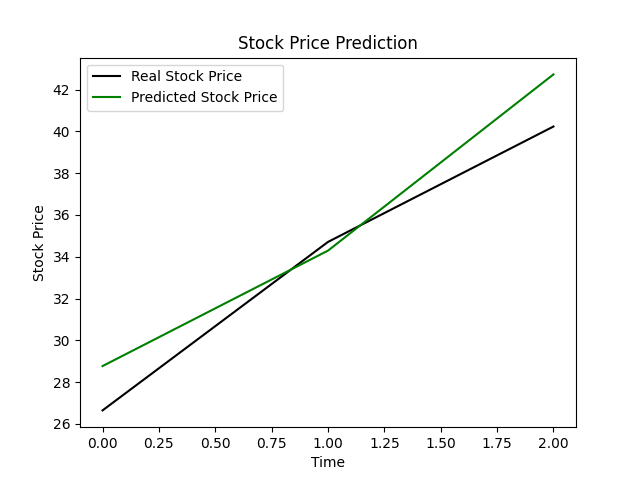 Stock Price Prediction
Real Stock Price
Predicted Stock Price
Stock Price
42
40
38
36
34
32
30
28
26
0.00 0.25 0.50 0.75 1.00 1.25 1.50 1.75 2.00
Time